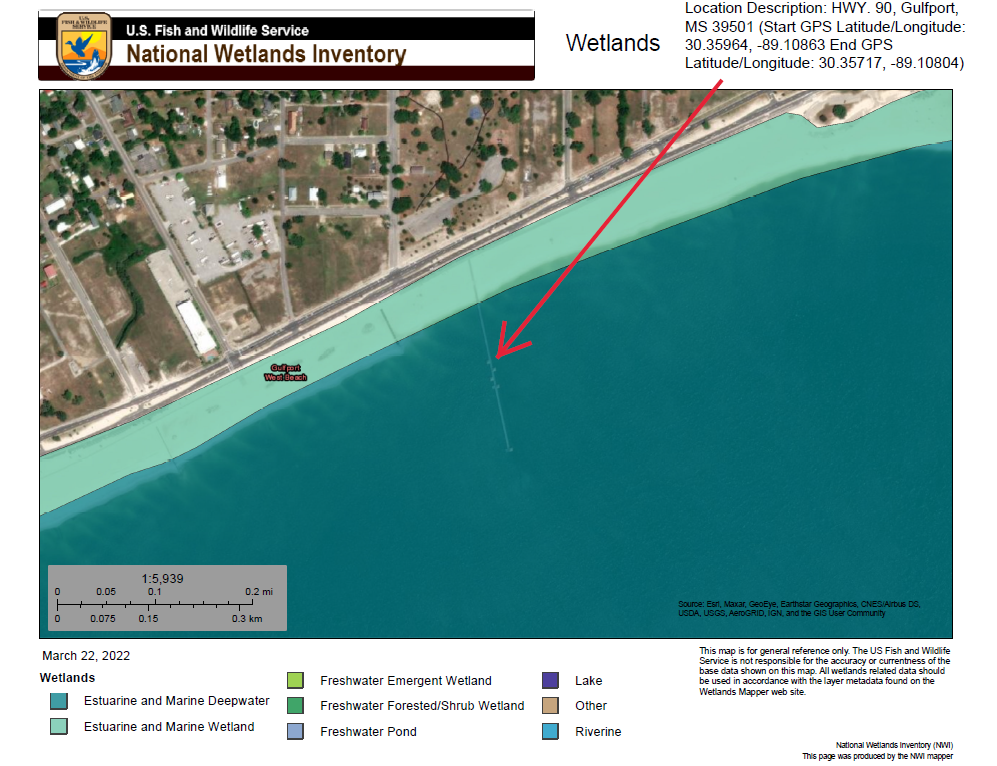 U.S.
FISH & WILDLIFE
SERVICE
U.S. Fish and Wildlife Service
National Wetlands Inventory
Wetlands
Location Description: HWY. 90, Gulfport,
MS 39501 (Start GPS Latitude/Longitude:
30.35964, -89.10863 End GPS
Latitude/Longitude: 30.35717, -89.10804)
Gulfport
West Beach
1:5,939
0 0.05 0.1 0.2 mi
0 0.075 0.15 0.3 km
Source: Esri, Maxar, GeoEye, Earthstar Geographics, CNES/Airbus DS,
USDA, USGS, AeroGRID, IGN, and the GIS User Community
March 22, 2022
Wetlands
Estuarine and Marine Deepwater
Estuarine and Marine Wetland
Freshwater Emergent Wetland
Freshwater Forested/Shrub Wetland
Freshwater Pond
Lake
Other
Riverine
This map is for general reference only. The US Fish and Wildlife
Service is not responsible for the accuracy or currentness of the
base data shown on this map. All wetlands related data should
be used in accordance with the layer metadata found on the
Wetlands Mapper web site.
National Wetlands Inventory (NWI)
This page was produced by the NWI mapper